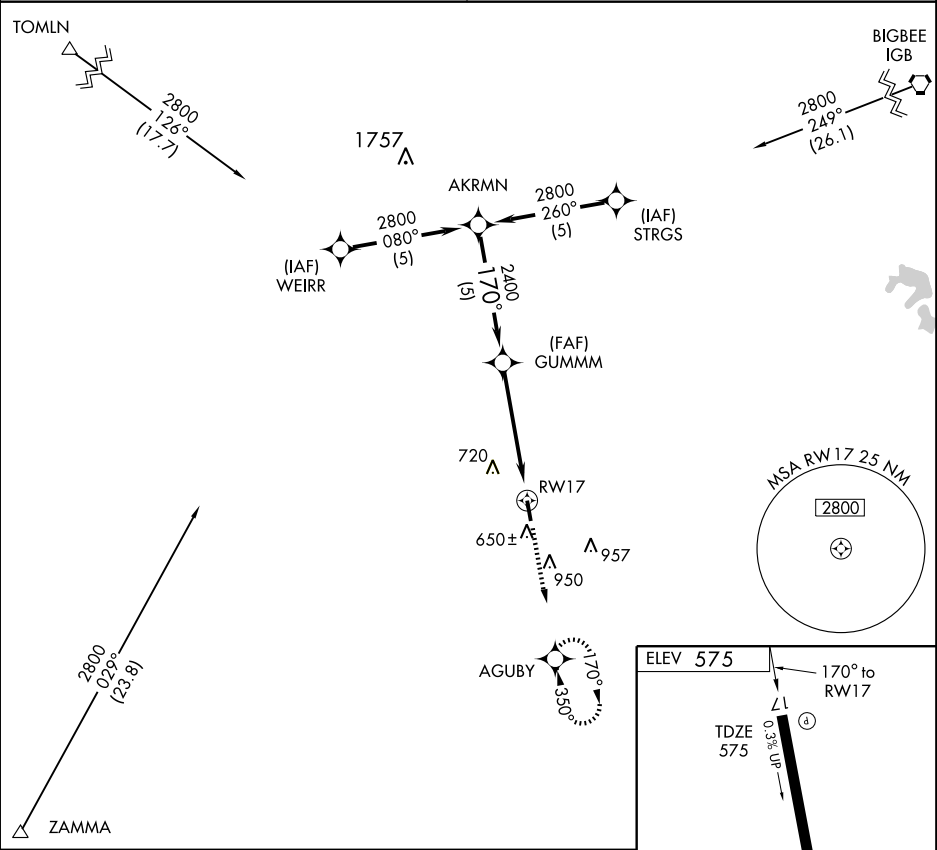 TOMLN
2800
126°
(17.7)
BIGBEE
IGB
2800
249°
(26.1)
1757
AKRMN
2800
080°
(5)
(IAF)
WEIRR
2800
260°
(5)
(IAF)
STRGS
2400
170°
(5)
(FAF)
GUMMM
720
RW17
650±
950
957
MSA RW17 25 NM
2800
AGUBY
170°
350°
2800
029°
(23.8)
ZAMMA
ELEV 575
170° to
RW17
17
P
TDZE
575
0.3% UP